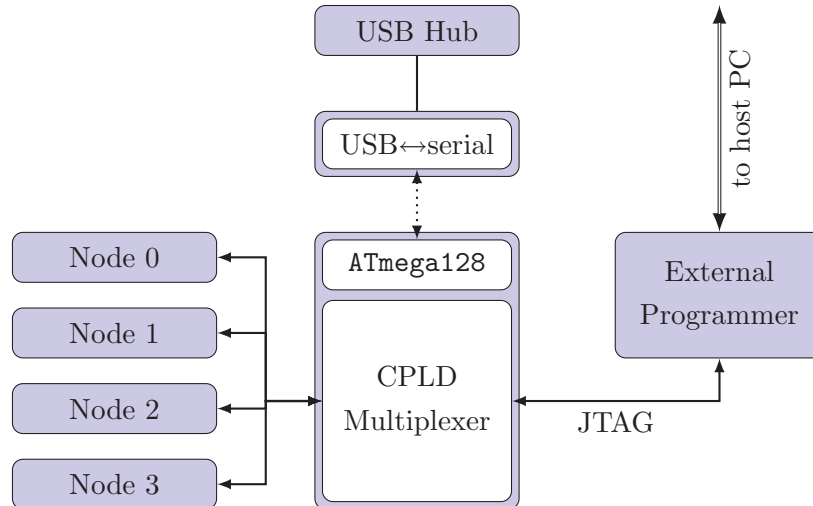 USB Hub
to host PC
USB↔serial
Node 0
ATmega128
External
Programmer
Node 1
CPLD
Multiplexer
Node 2
JTAG
Node 3